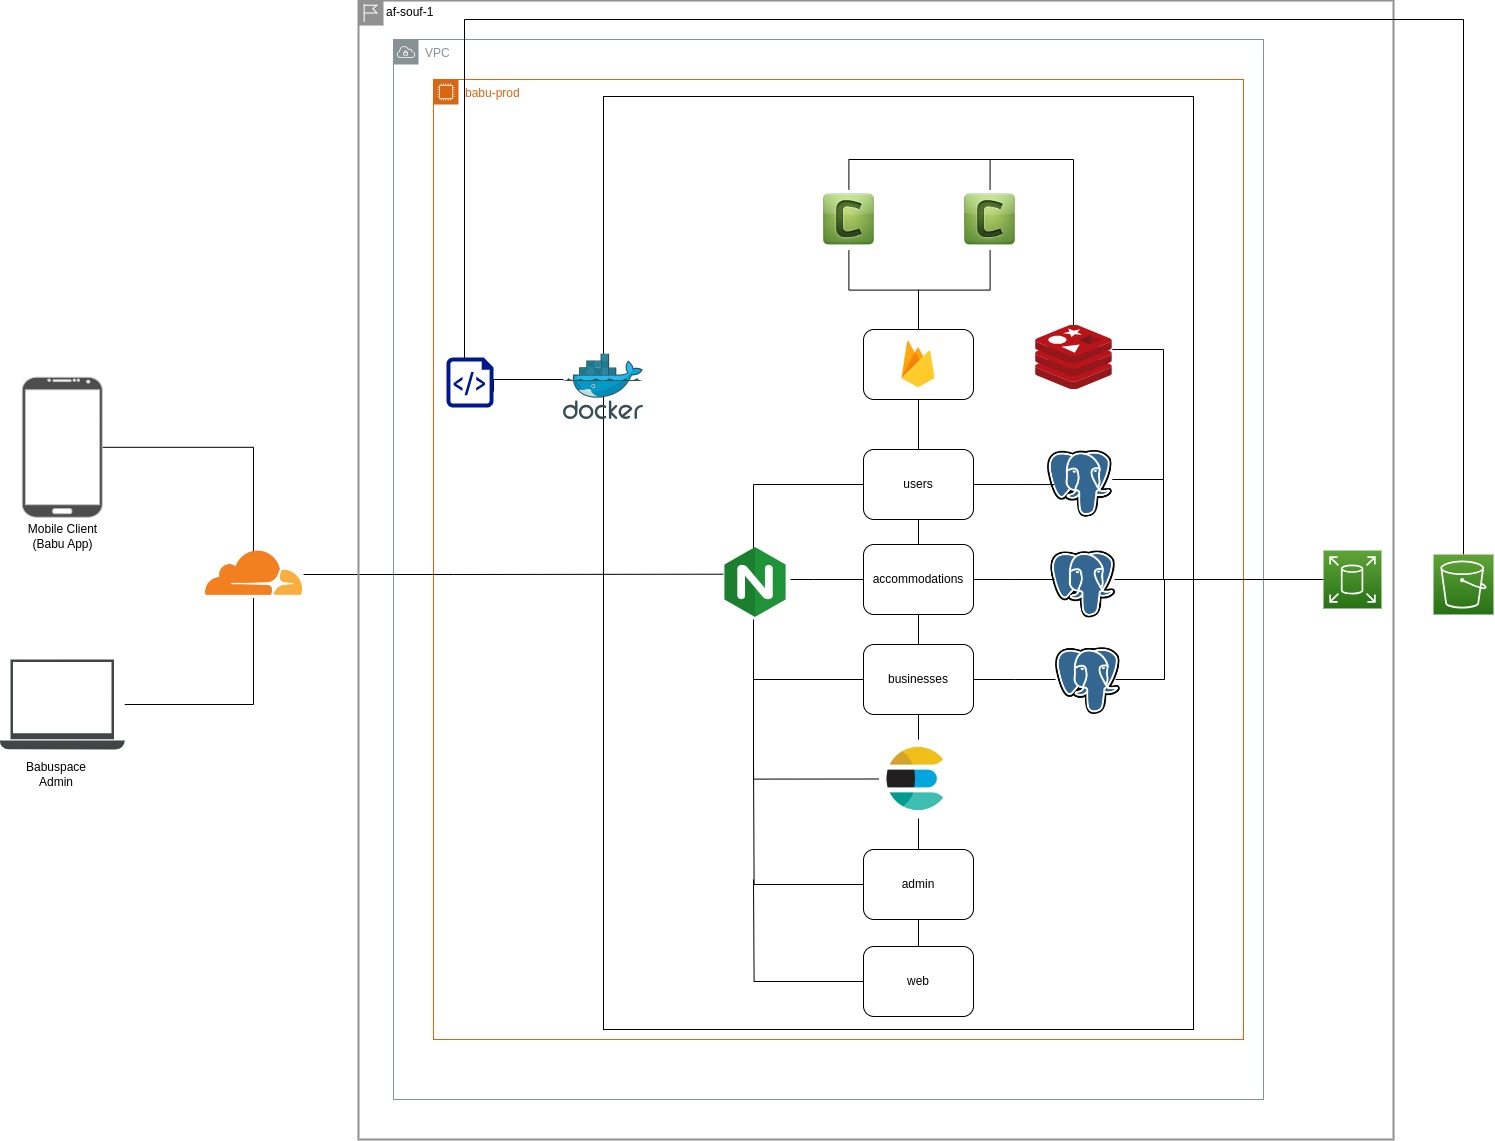 af-souf-1
VPC
babu-prod
docker
Mobile Client
(Babu App)
users
accommodations
businesses
Babuspace
Admin
admin
web